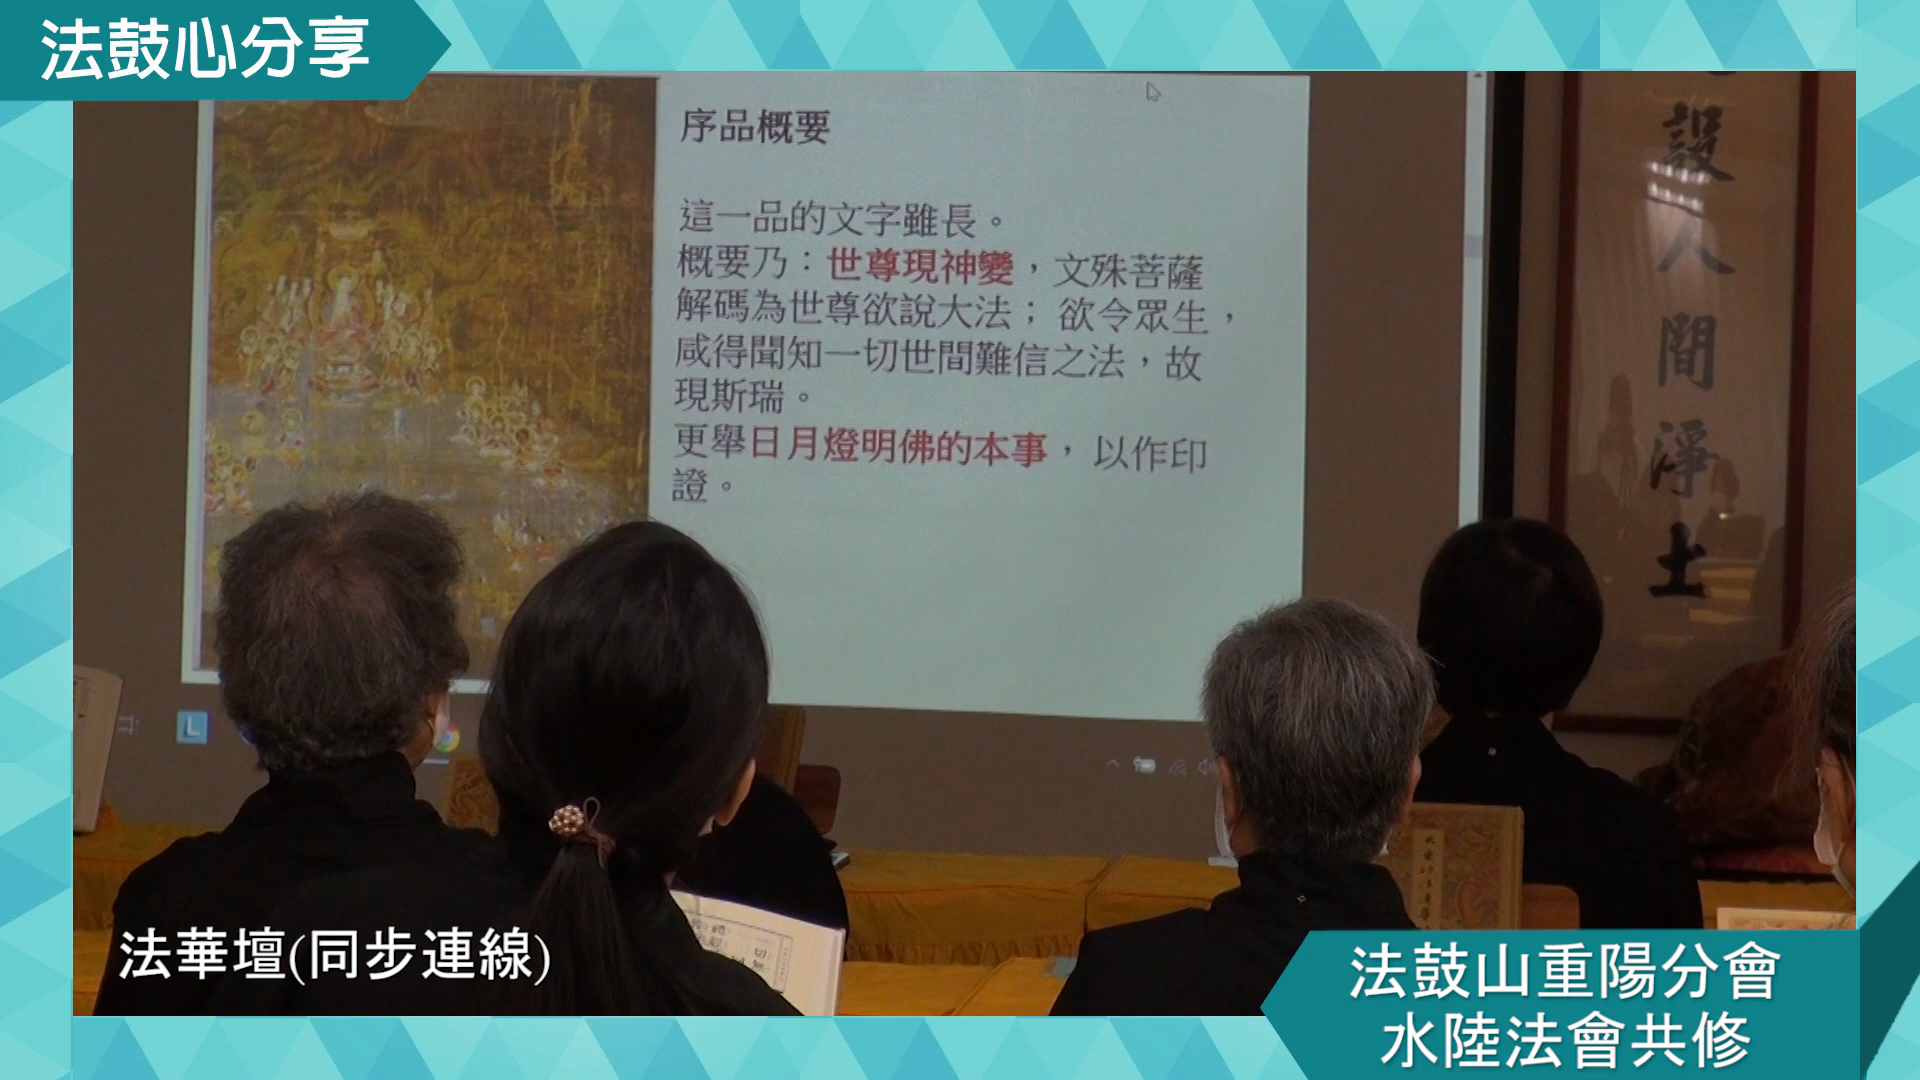 法鼓心分享
序品概要
這一品的文字雖長。
概要乃：世尊現神變，文殊菩薩
解碼為世尊欲說大法；欲令眾生，
咸得聞知一切世間難信之法，故
現斯瑞。
更舉日月燈明佛的本事，以作印
證。
設人間淨土
L
法華壇(同步連線)
法鼓山重陽分會
水陸法會共修